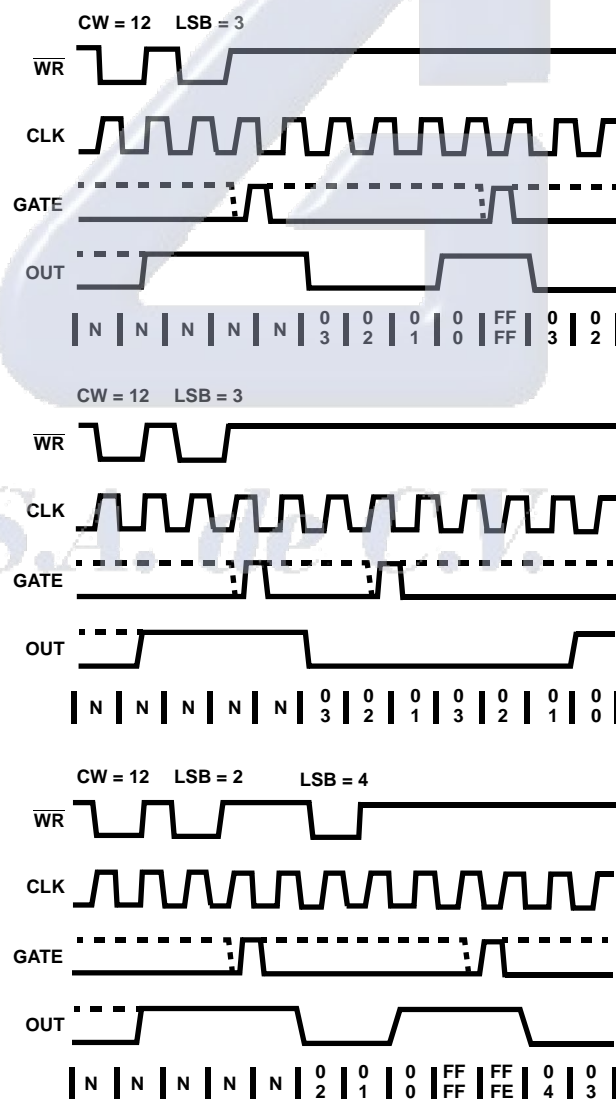 CW = 12 LSB = 3
WR
CLK
GATE
OUT
N N N N N 0 0 0 0 FF 0 0
3 2 1 0 FF 3 2
CW = 12 LSB = 3
WR
CLK
GATE
OUT
N N N N N 0 0 0 0 0 0 0
3 2 1 3 2 1 0
CW = 12 LSB = 2 LSB = 4
WR
CLK
GATE
OUT
N N N N N 0 0 0 FF FF 0 0
2 1 0 FF FE 4 3
S.A. de C.V.